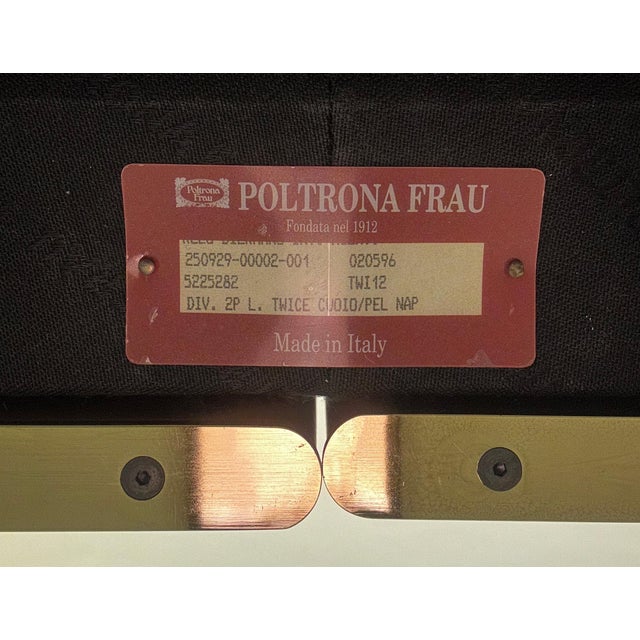 Poltrona Frau
POLTRONA FRAU
Fondata nel 1912
250929-00002-001 020596
5225282 TWI12
DIV. 2P L. TWICE CUOIO/PEL NAP
Made in Italy